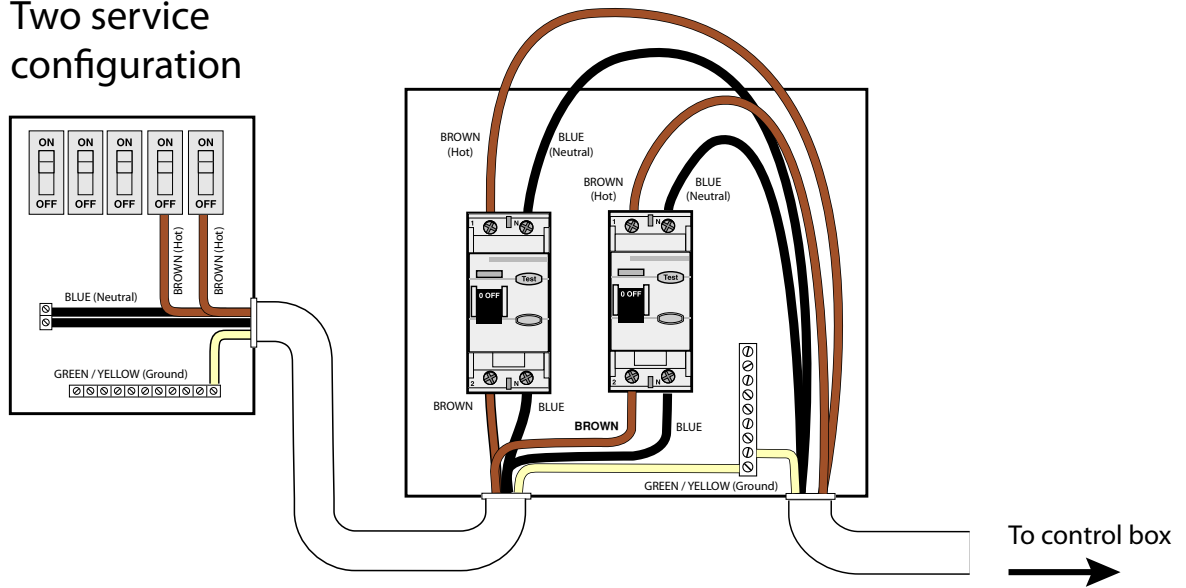 Two service
configuration
ON
ON
ON
ON
ON
OFF
OFF
OFF
OFF
OFF
BROWN (Hot)
BROWN (Hot)
BLUE (Neutral)
GREEN / YELLOW (Ground)
BROWN
(Hot)
BLUE
(Neutral)
BROWN
(Hot)
BLUE
(Neutral)
1
N
Test
0 OFF
2
N
1
N
Test
0 OFF
2
N
BROWN
BLUE
BROWN
BLUE
GREEN / YELLOW (Ground)
To control box